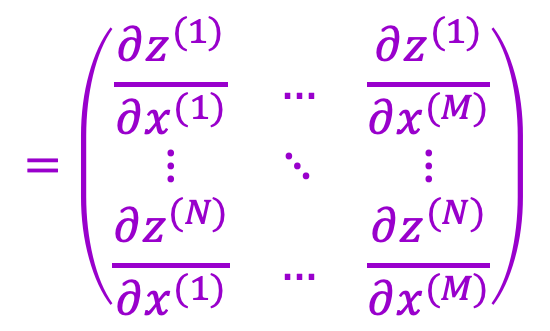 = ( ∂z^(1)/∂x^(1) … ∂z^(1)/∂x^(M)
⋮ ⋱ ⋮
∂z^(N)/∂x^(1) … ∂z^(N)/∂x^(M) )